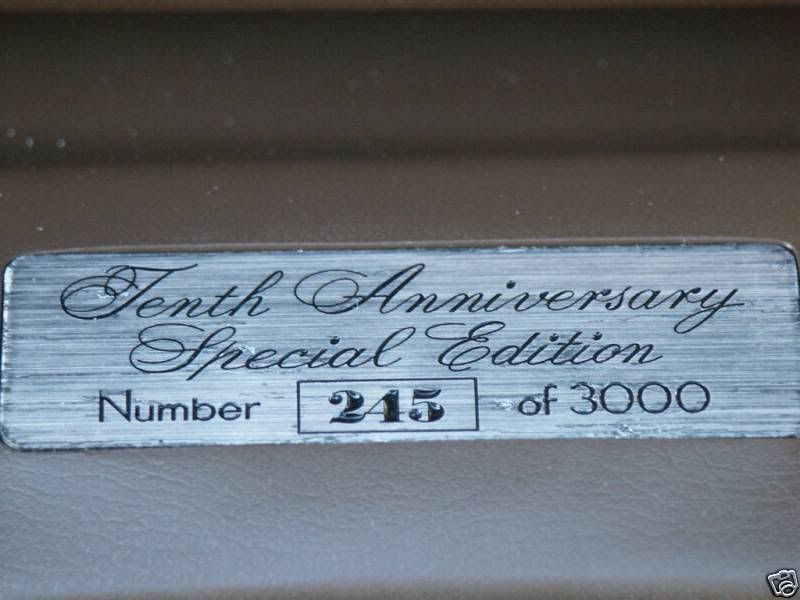 Tenth Anniversary
Special Edition
Number 245 of 3000